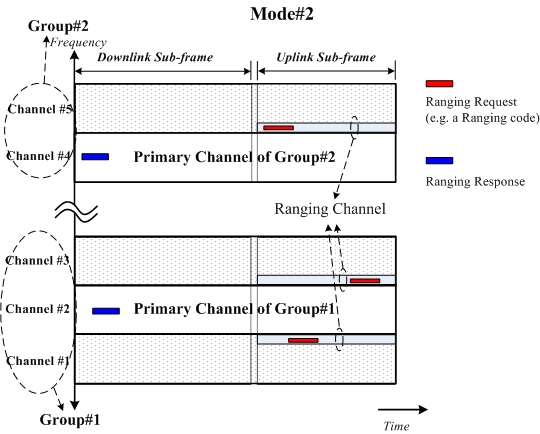 Mode#2
Group#2
Frequency
Downlink Sub-frame
Uplink Sub-frame
Channel #5
Channel #4
Primary Channel of Group#2
Ranging Request
(e.g. a Ranging code)
Ranging Response
Ranging Channel
Channel #3
Channel #2
Primary Channel of Group#1
Channel #1
Group#1
Time